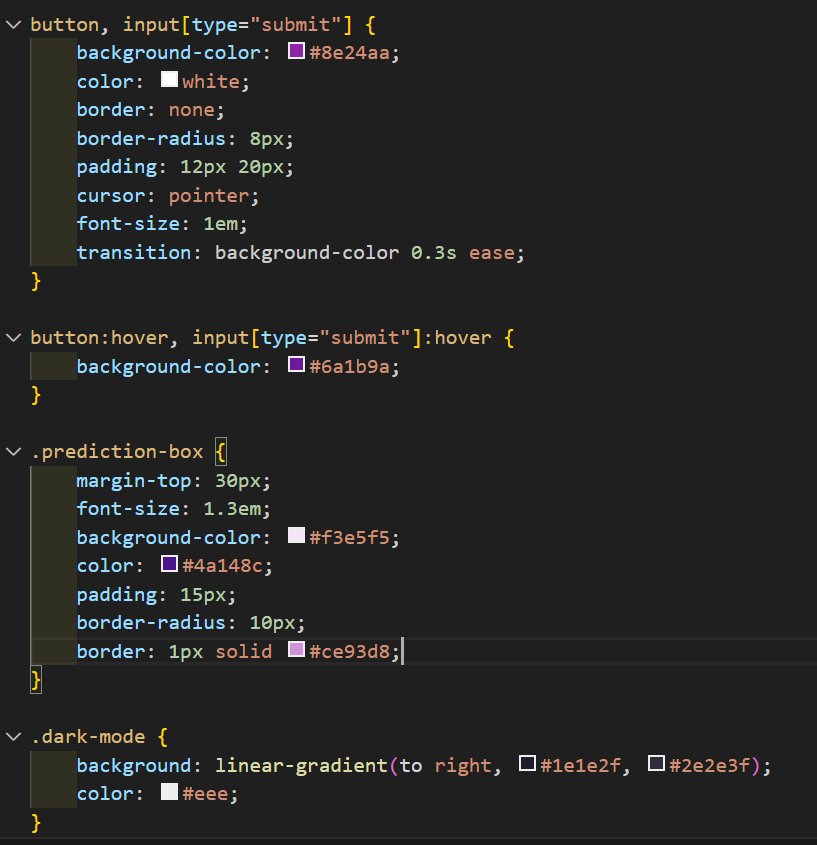 button, input[type="submit"] {
    background-color: #8e24aa;
    color: white;
    border: none;
    border-radius: 8px;
    padding: 12px 20px;
    cursor: pointer;
    font-size: 1em;
    transition: background-color 0.3s ease;
}

button:hover, input[type="submit"]:hover {
    background-color: #6a1b9a;
}

.prediction-box {
    margin-top: 30px;
    font-size: 1.3em;
    background-color: #f3e5f5;
    color: #4a148c;
    padding: 15px;
    border-radius: 10px;
    border: 1px solid #ce93d8;
}

.dark-mode {
    background: linear-gradient(to right, #1e1e2f, #2e2e3f);
    color: #eee;
}